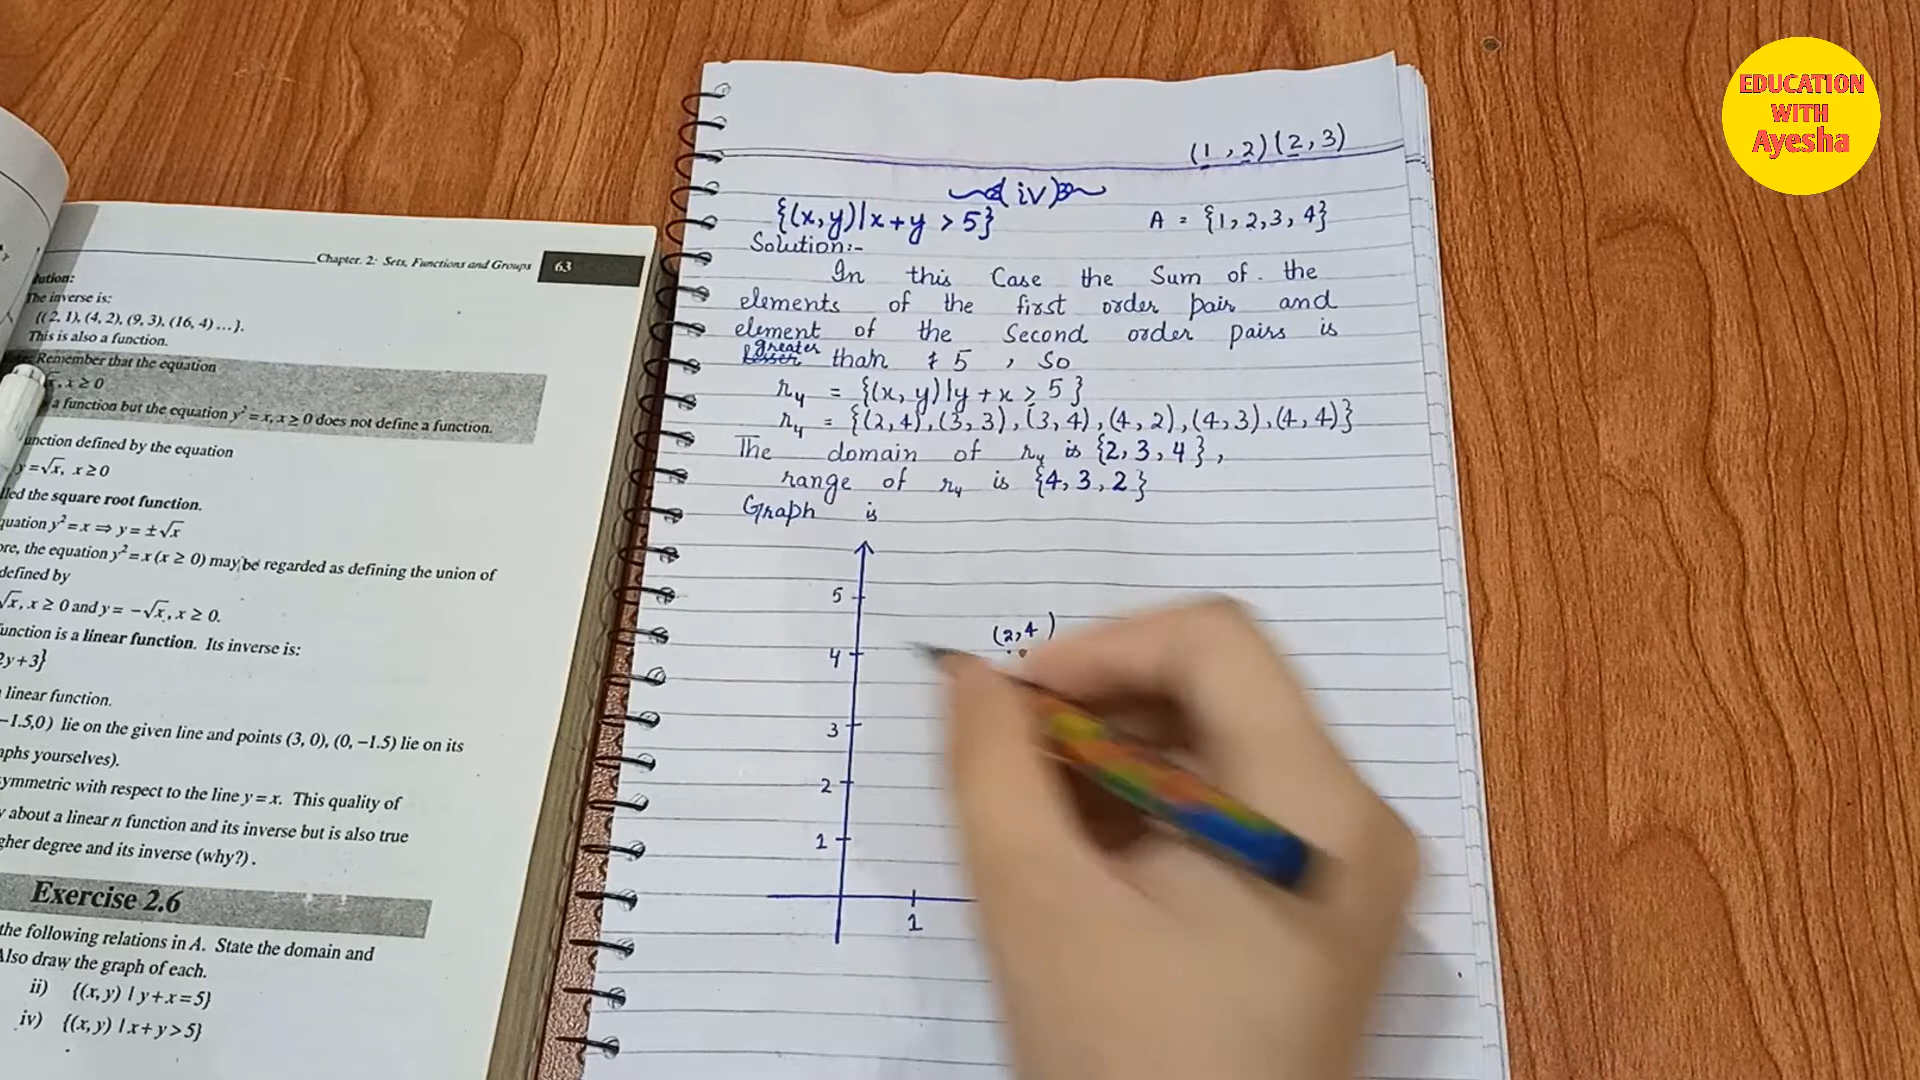 Chapter. 2: Sets, Functions and Groups 63
The inverse is:
{(2, 1), (4, 2), (9, 3), (16, 4) ...}.
This is also a function.
Remember that the equation
x ≥ 0
a function but the equation y² = x, x ≥ 0 does not define a function.
function defined by the equation
y = √x, x ≥ 0
the square root function.
y² = x ⇒ y = ± √x
the equation y² = x (x ≥ 0) may be regarded as defining the union of
defined by
√x, x ≥ 0 and y = −√x, x ≥ 0.
function is a linear function. Its inverse is:
2y + 3}
linear function.
−1.5,0) lie on the given line and points (3, 0), (0, −1.5) lie on its
yourselves).
symmetric with respect to the line y = x. This quality of
about a linear n function and its inverse but is also true
degree and its inverse (why?).
Exercise 2.6
the following relations in A. State the domain and
Also draw the graph of each.
ii) {(x, y) | y + x = 5}
iv) {(x, y) | x + y > 5}
(1, 2) (2, 3)
(iv)
{(x, y) | x + y > 5} A = {1, 2, 3, 4}
Solution:-
In this Case the Sum of the
elements of the first order pair and
element of the Second order pairs is
greater
lesser than 5, So
r₄ = {(x, y) | y + x > 5}
r₄ = {(2, 4), (3, 3), (3, 4), (4, 2), (4, 3), (4, 4)}
The domain of r₄ is {2, 3, 4},
range of r₄ is {4, 3, 2}
Graph is
5
(2, 4)
4
3
2
1
1
EDUCATION
WITH
Ayesha